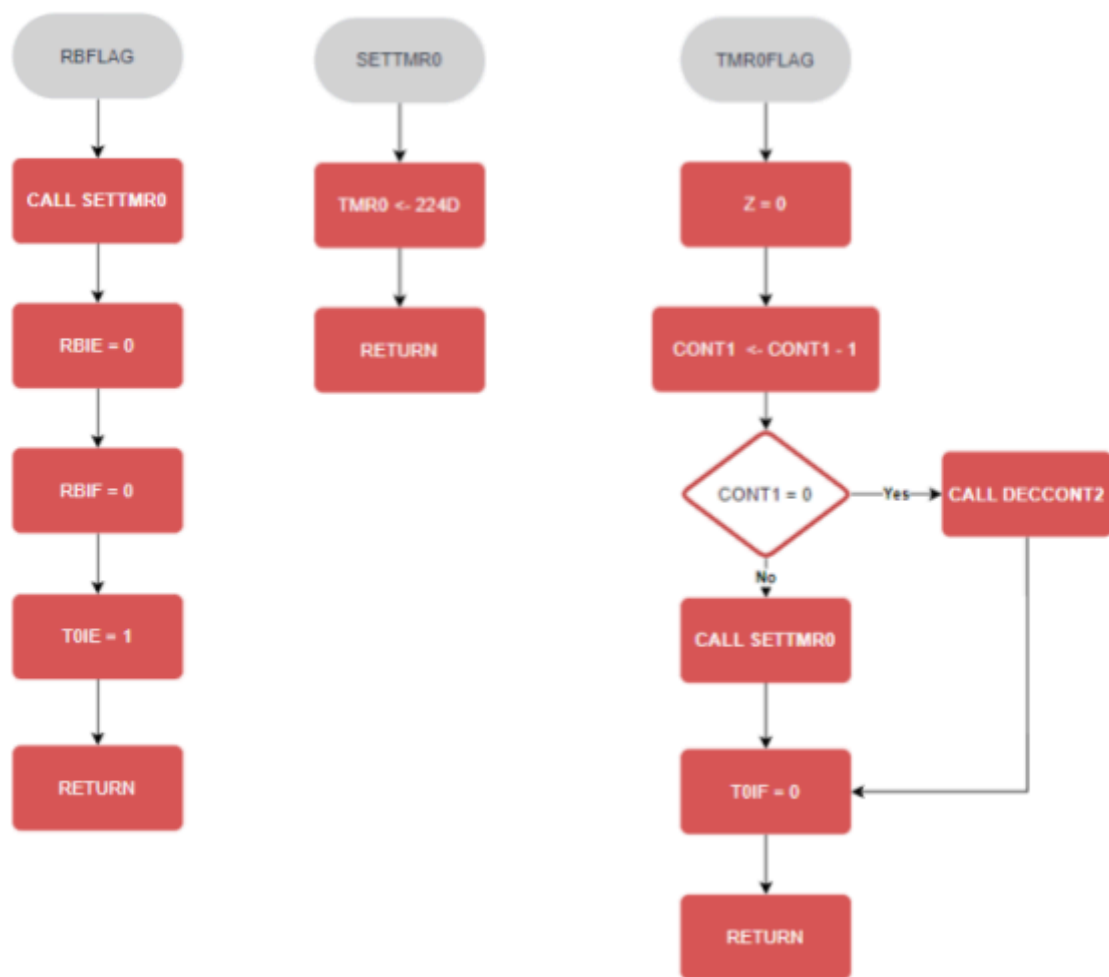 RBFLAG
CALL SETTMR0
RBIE = 0
RBIF = 0
T0IE = 1
RETURN
SETTMR0
TMR0 <- 224D
RETURN
TMR0FLAG
Z = 0
CONT1 <- CONT1 - 1
CONT1 = 0
Yes
CALL DECCONT2
No
CALL SETTMR0
T0IF = 0
RETURN